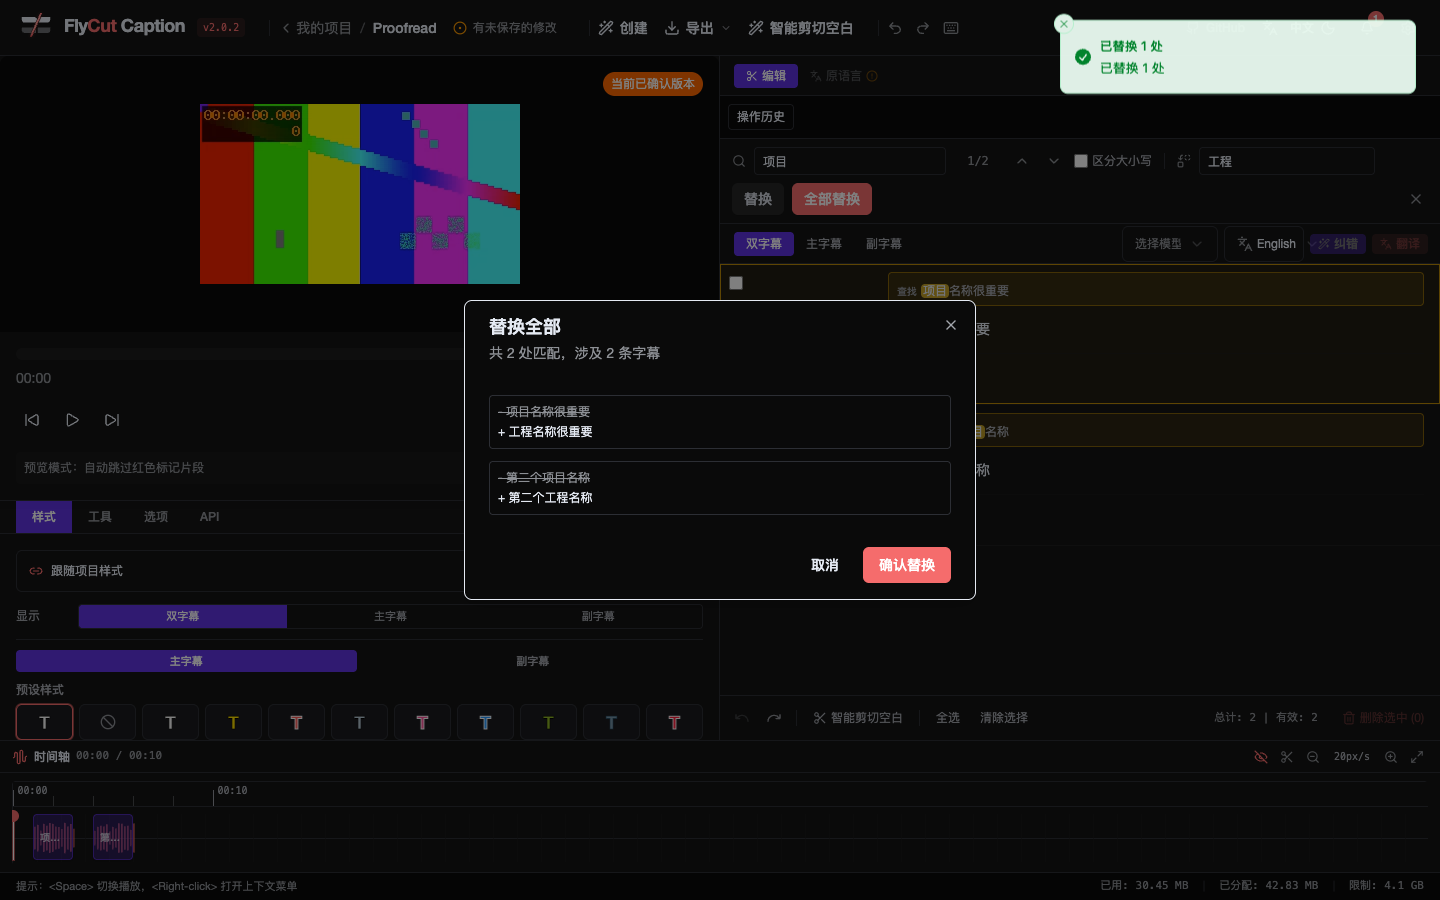 FlyCut Caption
v2.0.2
我的项目 / Proofread
有未保存的修改
创建
导出
智能剪切空白
已替换 1 处
已替换 1 处
当前已确认版本
00:00:00.000
0
编辑
原语言
操作历史
项目
1/2
区分大小写
工程
替换
全部替换
双字幕
主字幕
副字幕
选择模型
English
纠错
翻译
查找 项目名称很重要
要
目名称
称
替换全部
共 2 处匹配，涉及 2 条字幕
- 项目名称很重要
+ 工程名称很重要
- 第二个项目名称
+ 第二个工程名称
取消
确认替换
00:00
预览模式：自动跳过红色标记片段
样式
工具
选项
API
跟随项目样式
显示
双字幕
主字幕
副字幕
主字幕
副字幕
预设样式
T
T
T
T
T
T
T
T
T
T
智能剪切空白
全选
清除选择
总计: 2 | 有效: 2
删除选中 (0)
时间轴
00:00 / 00:10
20px/s
00:00
00:10
项...
第...
提示：<Space> 切换播放，<Right-click> 打开上下文菜单
已用: 30.45 MB
已分配: 42.83 MB
限制: 4.1 GB